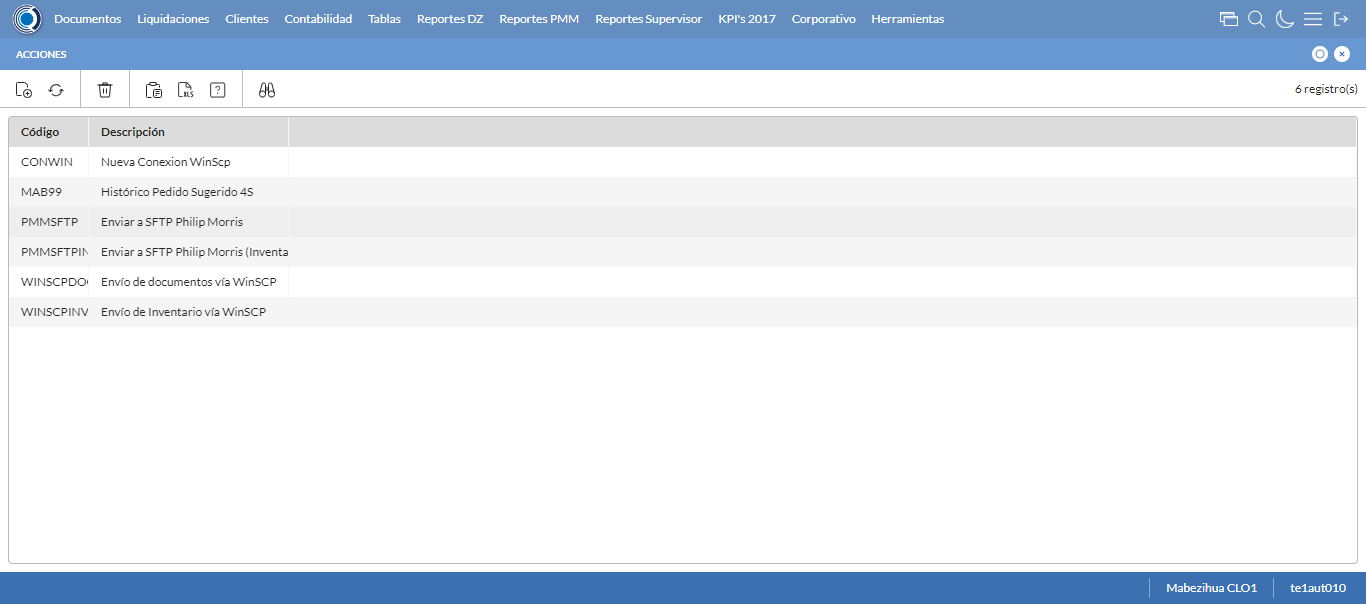 Documentos Liquidaciones Clientes Contabilidad Tablas Reportes DZ Reportes PMM Reportes Supervisor KPI's 2017 Corporativo Herramientas
ACCIONES
XLS ? 6 registro(s)
Código Descripción
CONWIN Nueva Conexion WinScp
MAB99 Histórico Pedido Sugerido 4S
PMMSFTP Enviar a SFTP Philip Morris
PMMSFTPIN Enviar a SFTP Philip Morris (Inventa
WINSCPDO Envío de documentos vía WinSCP
WINSCPINV Envío de Inventario vía WinSCP
Mabezihua CLO1 te1aut010